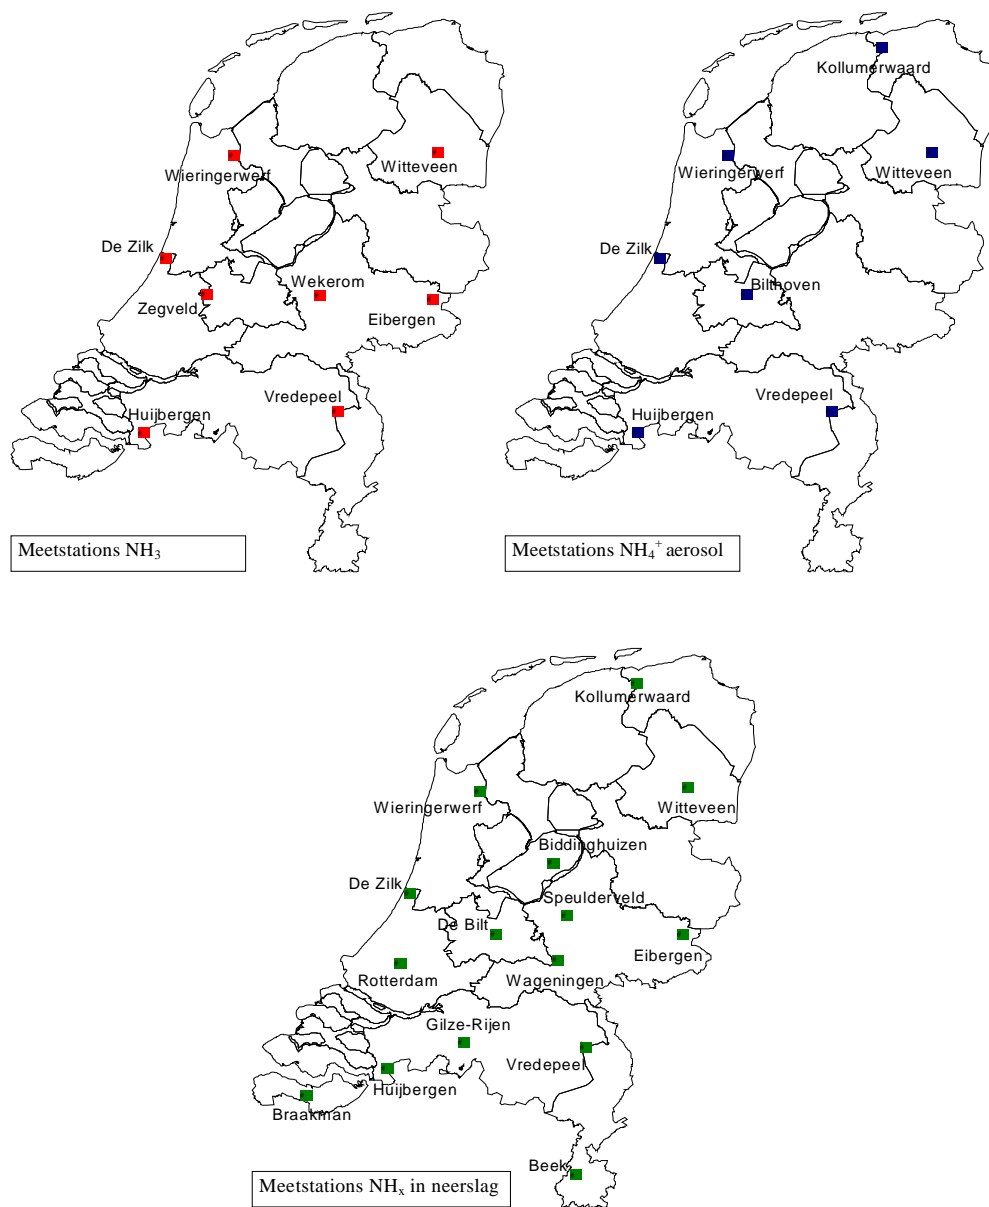 Wieringerwerf
Witteveen
De Zilk
Wekerom
Zegveld
Eibergen
Vredepeel
Huijbergen
Meetstations NH₃
Kollumerwaard
Wieringerwerf
Witteveen
De Zilk
Bilthoven
Vredepeel
Huijbergen
Meetstations NH₄⁺ aerosol
Kollumerwaard
Wieringerwerf
Witteveen
Biddinghuizen
De Zilk
Speulderveld
De Bilt
Eibergen
Rotterdam
Wageningen
Gilze-Rijen
Vredepeel
Huijbergen
Braakman
Beek
Meetstations NHₓ in neerslag